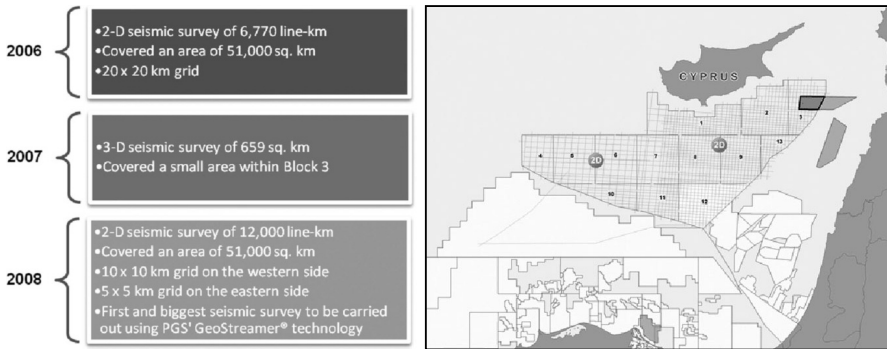 2006
•2-D seismic survey of 6,770 line-km
•Covered an area of 51,000 sq. km
•20 x 20 km grid
2007
•3-D seismic survey of 659 sq. km
•Covered a small area within Block 3
2008
•2-D seismic survey of 12,000 line-km
•Covered an area of 51,000 sq. km
•10 x 10 km grid on the western side
•5 x 5 km grid on the eastern side
•First and biggest seismic survey to be carried
out using PGS' GeoStreamer® technology
CYPRUS
1
2
3
4
5
6
7
8
9
13
2D
2D
10
11
12